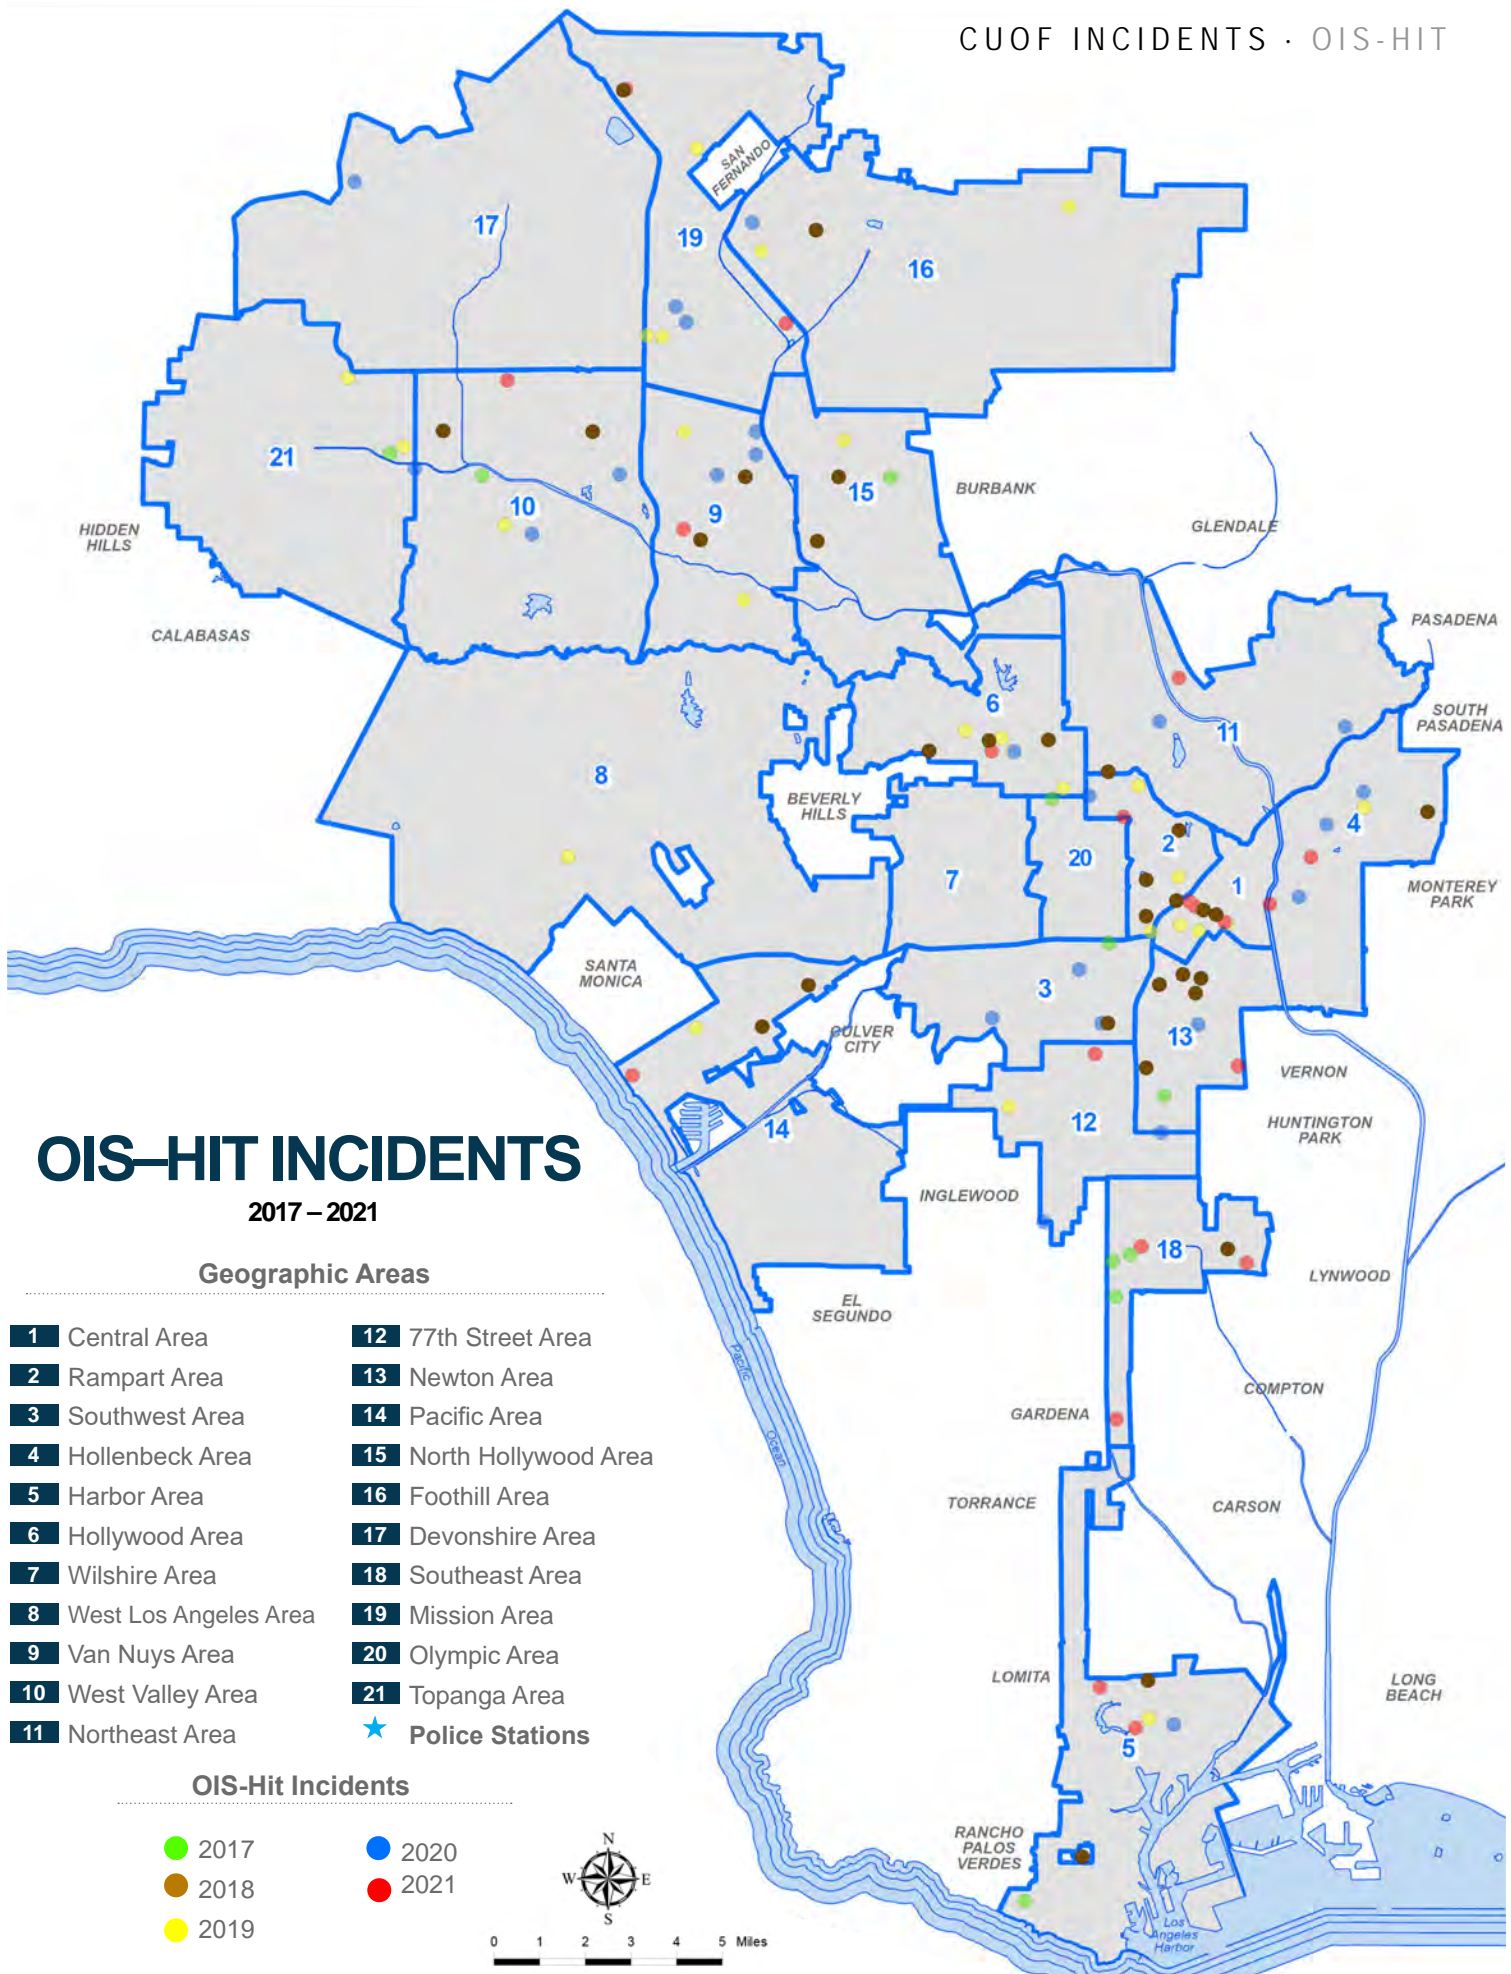 CUOF INCIDENTS · OIS-HIT
SAN
FERNANDO
17
19
16
21
10
9
15
BURBANK
GLENDALE
HIDDEN
HILLS
CALABASAS
PASADENA
SOUTH
PASADENA
6
11
8
BEVERLY
HILLS
4
2
20
7
1
MONTEREY
PARK
SANTA
MONICA
3
CULVER
CITY
13
VERNON
14
12
HUNTINGTON
PARK
INGLEWOOD
18
LYNWOOD
EL
SEGUNDO
Pacific
Ocean
COMPTON
GARDENA
TORRANCE
CARSON
LOMITA
LONG
BEACH
5
RANCHO
PALOS
VERDES
Los
Angeles
Harbor
OIS–HIT INCIDENTS
2017 – 2021
Geographic Areas
1 Central Area
2 Rampart Area
3 Southwest Area
4 Hollenbeck Area
5 Harbor Area
6 Hollywood Area
7 Wilshire Area
8 West Los Angeles Area
9 Van Nuys Area
10 West Valley Area
11 Northeast Area
12 77th Street Area
13 Newton Area
14 Pacific Area
15 North Hollywood Area
16 Foothill Area
17 Devonshire Area
18 Southeast Area
19 Mission Area
20 Olympic Area
21 Topanga Area
Police Stations
OIS-Hit Incidents
2017
2018
2019
2020
2021
N
W E
S
0 1 2 3 4 5 Miles